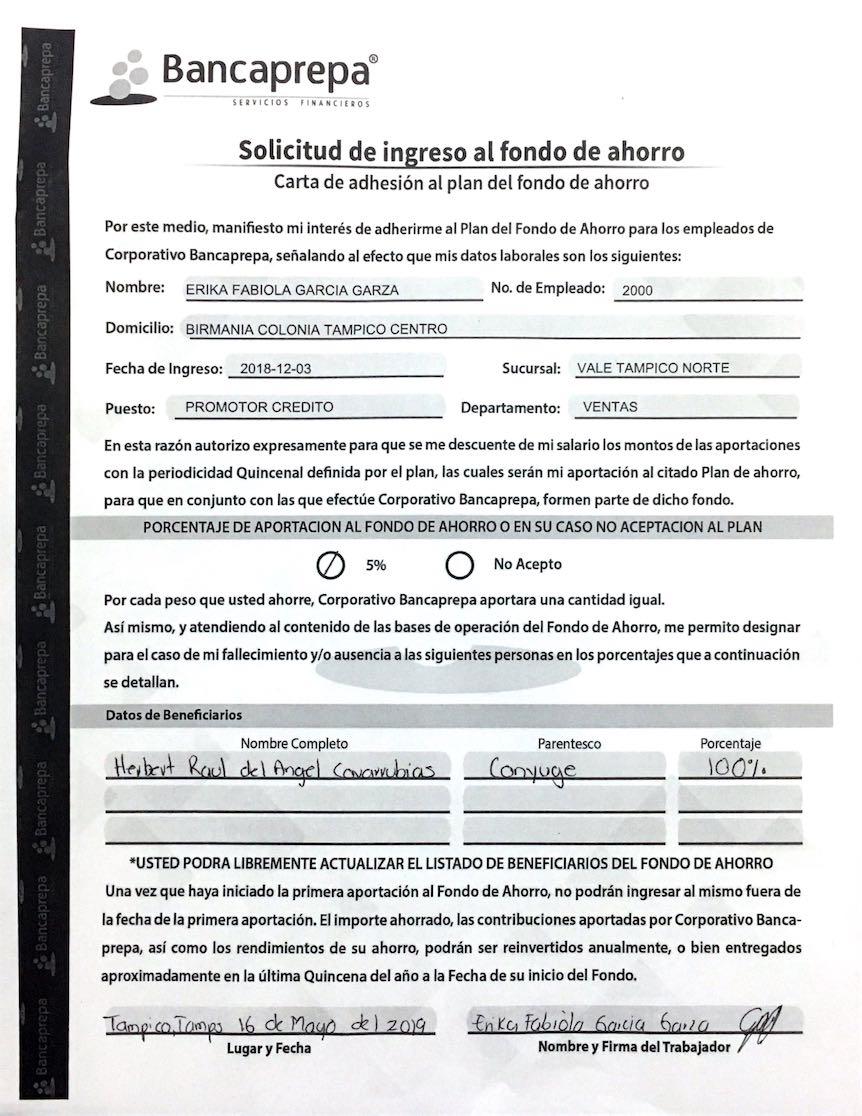 Bancaprepa®
SERVICIOS FINANCIEROS
Solicitud de ingreso al fondo de ahorro
Carta de adhesión al plan del fondo de ahorro
Por este medio, manifiesto mi interés de adherirme al Plan del Fondo de Ahorro para los empleados de
Corporativo Bancaprepa, señalando al efecto que mis datos laborales son los siguientes:
Nombre: ERIKA FABIOLA GARCIA GARZA No. de Empleado: 2000
Domicilio: BIRMANIA COLONIA TAMPICO CENTRO
Fecha de Ingreso: 2018-12-03 Sucursal: VALE TAMPICO NORTE
Puesto: PROMOTOR CREDITO Departamento: VENTAS
En esta razón autorizo expresamente para que se me descuente de mi salario los montos de las aportaciones
con la periodicidad Quincenal definida por el plan, las cuales serán mi aportación al citado Plan de ahorro,
para que en conjunto con las que efectúe Corporativo Bancaprepa, formen parte de dicho fondo.
PORCENTAJE DE APORTACION AL FONDO DE AHORRO O EN SU CASO NO ACEPTACION AL PLAN
5% No Acepto
Por cada peso que usted ahorre, Corporativo Bancaprepa aportara una cantidad igual.
Así mismo, y atendiendo al contenido de las bases de operación del Fondo de Ahorro, me permito designar
para el caso de mi fallecimiento y/o ausencia a las siguientes personas en los porcentajes que a continuación
se detallan.
Datos de Beneficiarios
Nombre Completo Parentesco Porcentaje
Herbert Raul del Angel Covarrubias Conyuge 100%
*USTED PODRA LIBREMENTE ACTUALIZAR EL LISTADO DE BENEFICIARIOS DEL FONDO DE AHORRO
Una vez que haya iniciado la primera aportación al Fondo de Ahorro, no podrán ingresar al mismo fuera de
la fecha de la primera aportación. El importe ahorrado, las contribuciones aportadas por Corporativo Banca-
prepa, así como los rendimientos de su ahorro, podrán ser reinvertidos anualmente, o bien entregados
aproximadamente en la última Quincena del año a la Fecha de su inicio del Fondo.
Tampico,Tamps 16 de Mayo del 2019 Erika Fabiola Garcia Garza
Lugar y Fecha Nombre y Firma del Trabajador
Bancaprepa
Bancaprepa
Bancaprepa
Bancaprepa
Bancaprepa
Bancaprepa
Bancaprepa
Bancaprepa
Bancaprepa